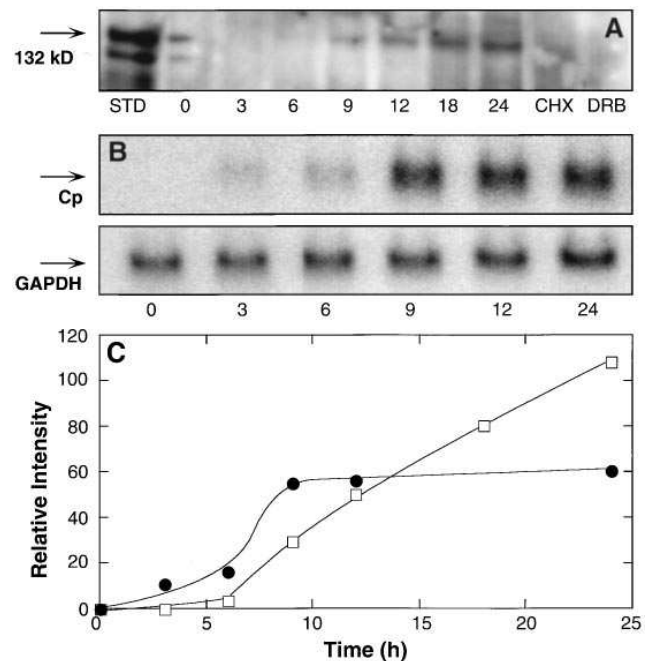 A
132 kD
STD 0 3 6 9 12 18 24 CHX DRB
B
Cp
GAPDH
0 3 6 9 12 24
C
120
100
80
60
40
20
0
Relative Intensity
0 5 10 15 20 25
Time (h)